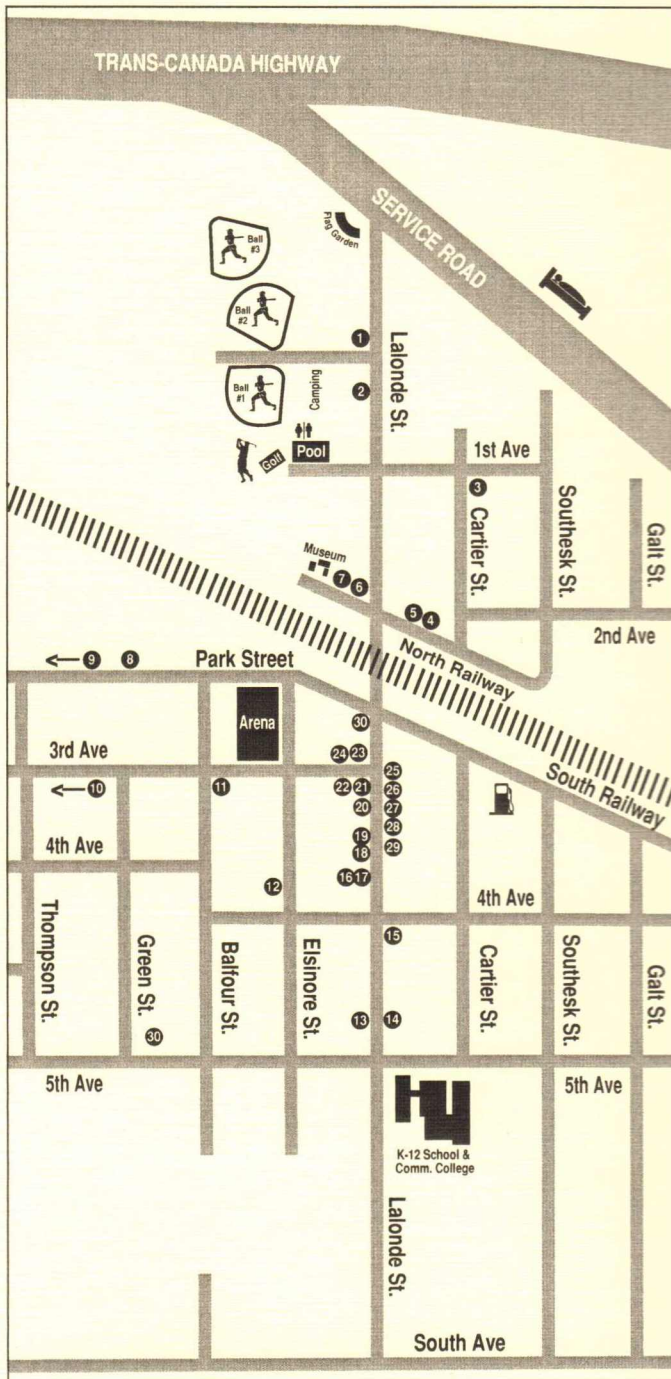 TRANS-CANADA HIGHWAY
SERVICE ROAD
Flag Garden
Ball
#3
Ball
#2
1
Lalonde St.
Ball
#1
Camping
2
Pool
Golf
1st Ave
3
Cartier St.
Southesk St.
Galt St.
Museum
7 6
5 4
2nd Ave
North Railway
9 8
Park Street
South Railway
Arena
30
3rd Ave
24 23
25
10
11
22 21
26
20
27
28
19
18
29
4th Ave
12
16 17
4th Ave
15
Thompson St.
Green St.
Balfour St.
Elsinore St.
Cartier St.
Southesk St.
Galt St.
30
13
14
5th Ave
5th Ave
K-12 School &
Comm. College
Lalonde St.
South Ave